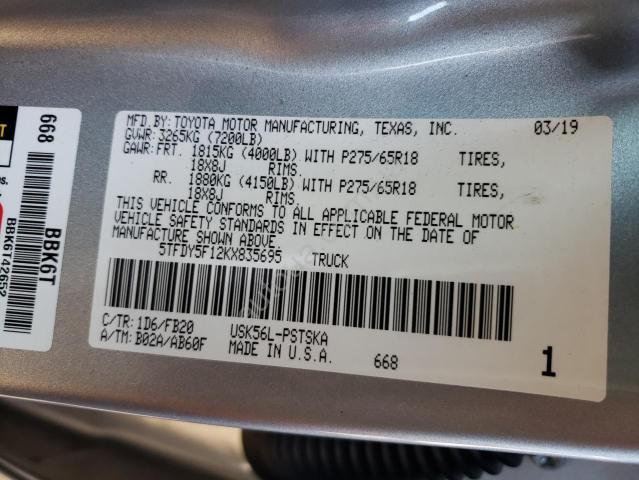 MFD.BY: TOYOTA MOTOR MANUFACTURING, TEXAS, INC. 03/19
GVWR: 3265KG (7200LB)
GAWR: FRT. 1815KG (4000LB) WITH P275/65R18 TIRES,
18X8J RIMS.
RR. 1880KG (4150LB) WITH P275/65R18 TIRES,
18X8J RIMS.
THIS VEHICLE CONFORMS TO ALL APPLICABLE FEDERAL MOTOR
VEHICLE SAFETY STANDARDS IN EFFECT ON THE DATE OF
MANUFACTURE SHOWN ABOVE.
5TFDY5F12KX835695 TRUCK
C/TR: 1D6/FB20 USK56L-PSTSKA
A/TM: B02A/AB60F MADE IN U.S.A. 668 1
668
BBK6T
BBK6T42652